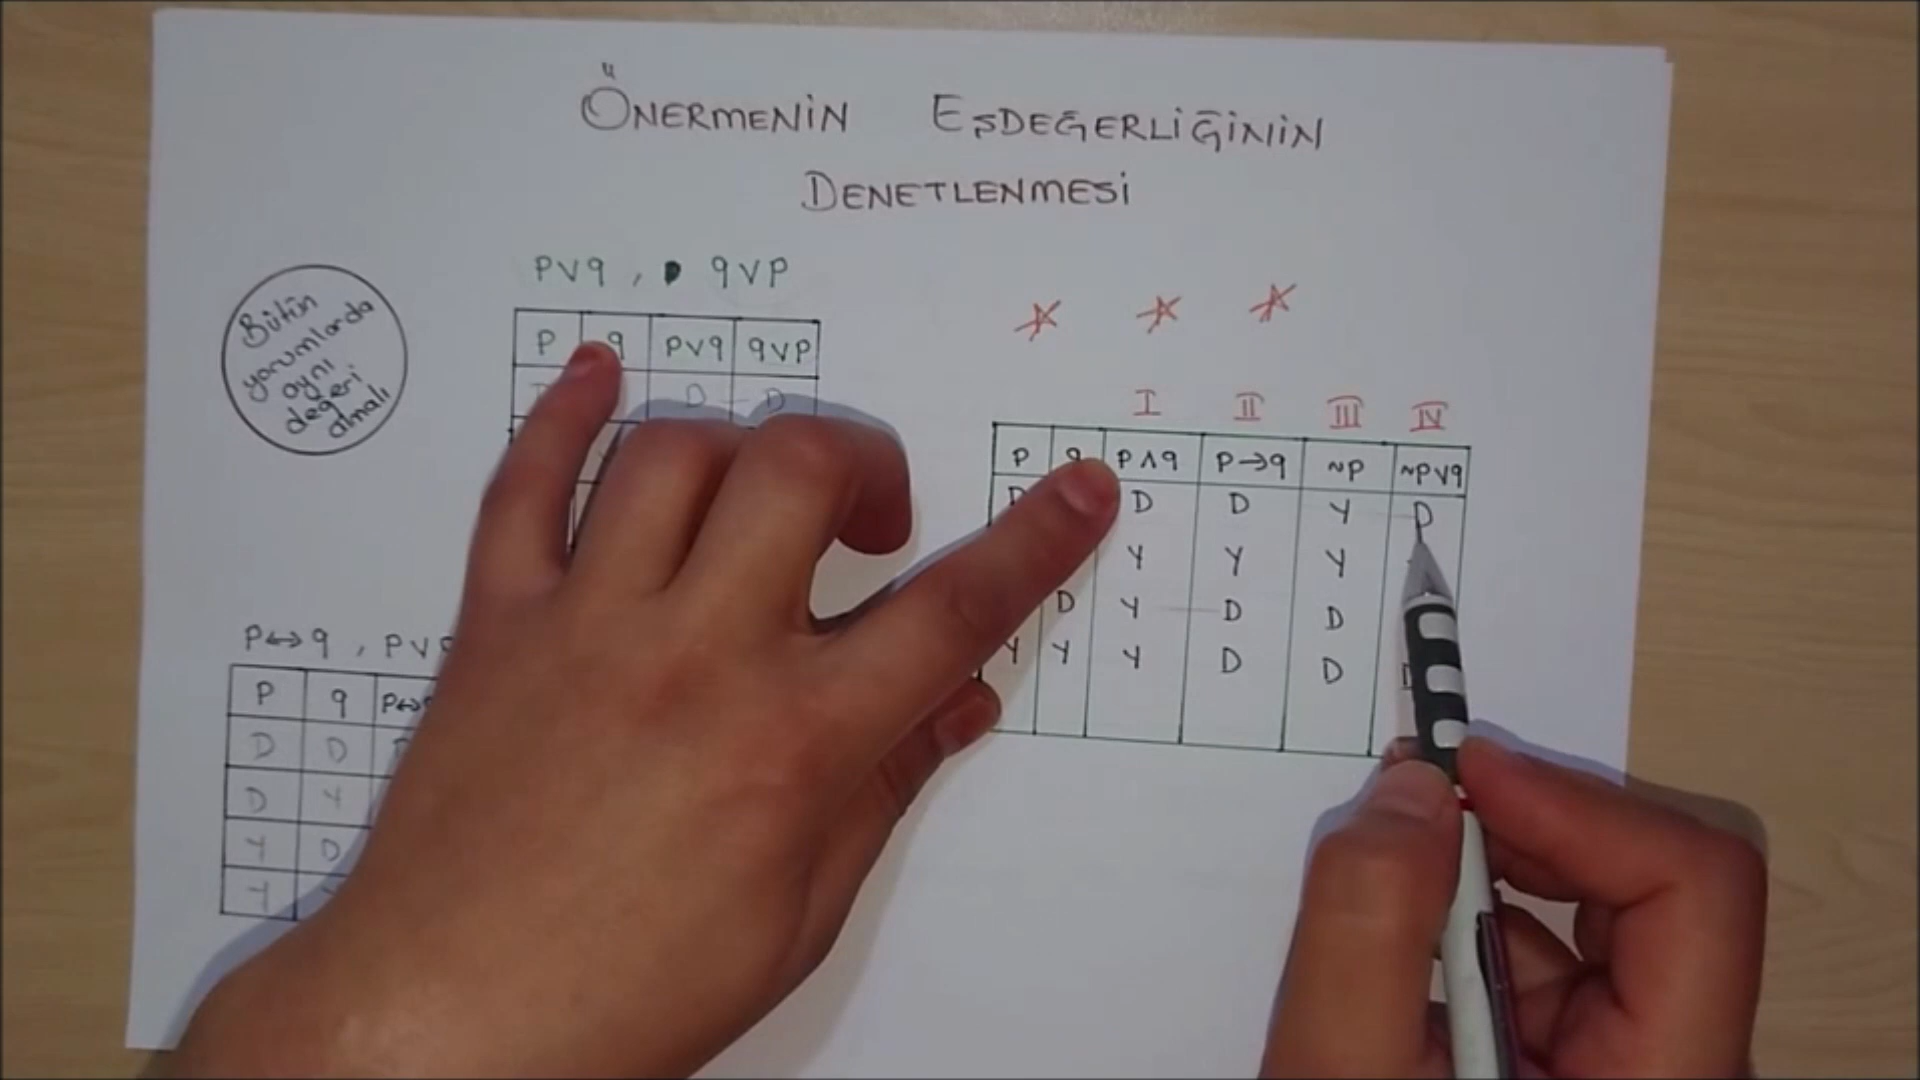 ÖNERMENİN EŞDEĞERLİĞİNİN
DENETLENMESİ
Bütün
yorumlarda
aynı
değeri
almalı
p∨q , q∨p
p q p∨q q∨p
D D
I II III IV
p q p∧q p→q ~p ~p∨q
D D D Y D
Y Y Y
D Y D D
Y Y Y D D
p↔q ,
p q
D D
D Y
Y D
Y